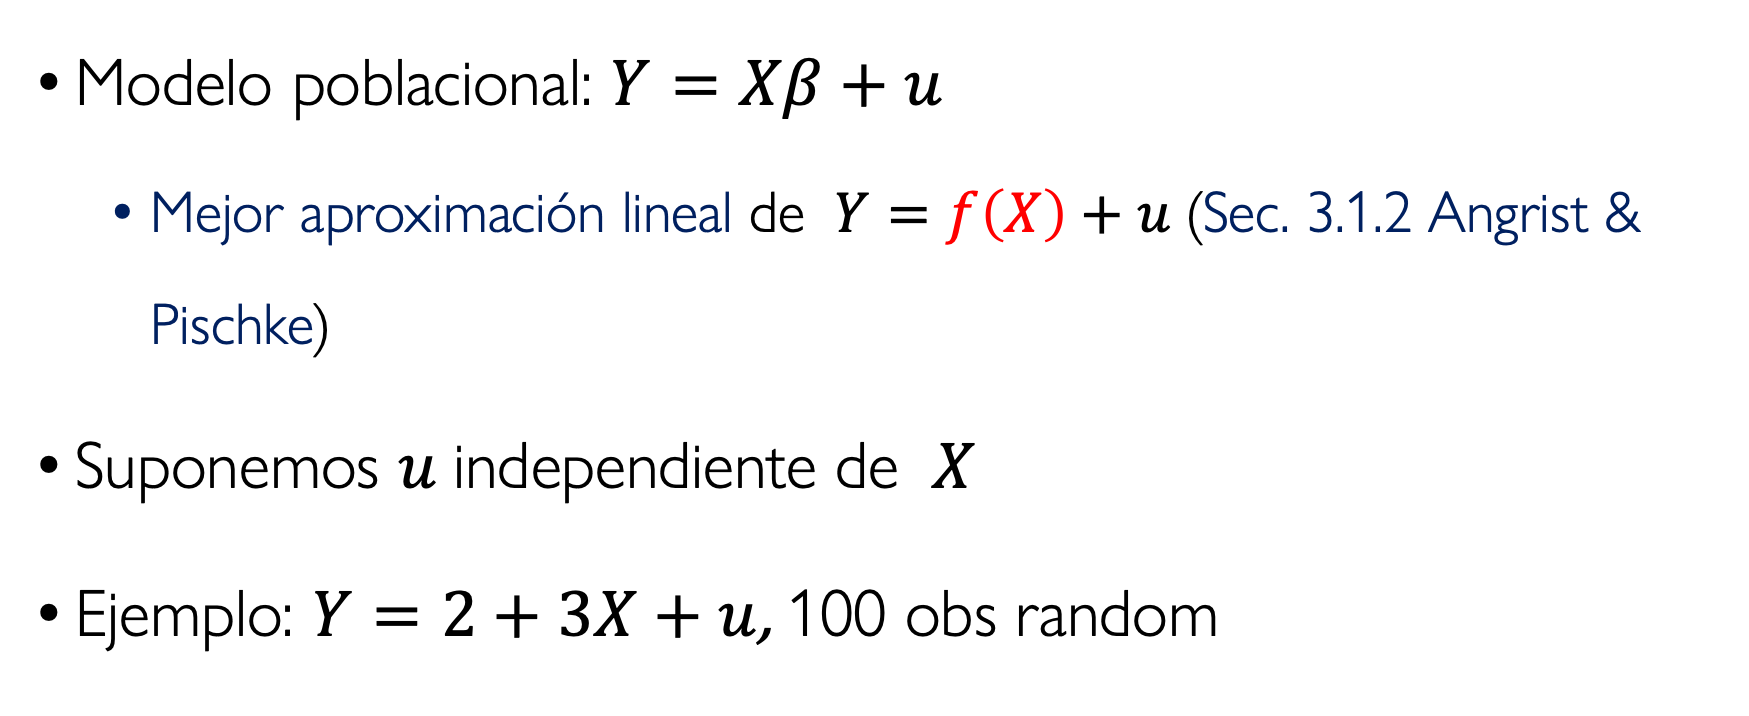 • Modelo poblacional: Y = Xβ + u
• Mejor aproximación lineal de Y = f(X) + u (Sec. 3.1.2 Angrist &
Pischke)
• Suponemos u independiente de X
• Ejemplo: Y = 2 + 3X + u, 100 obs random